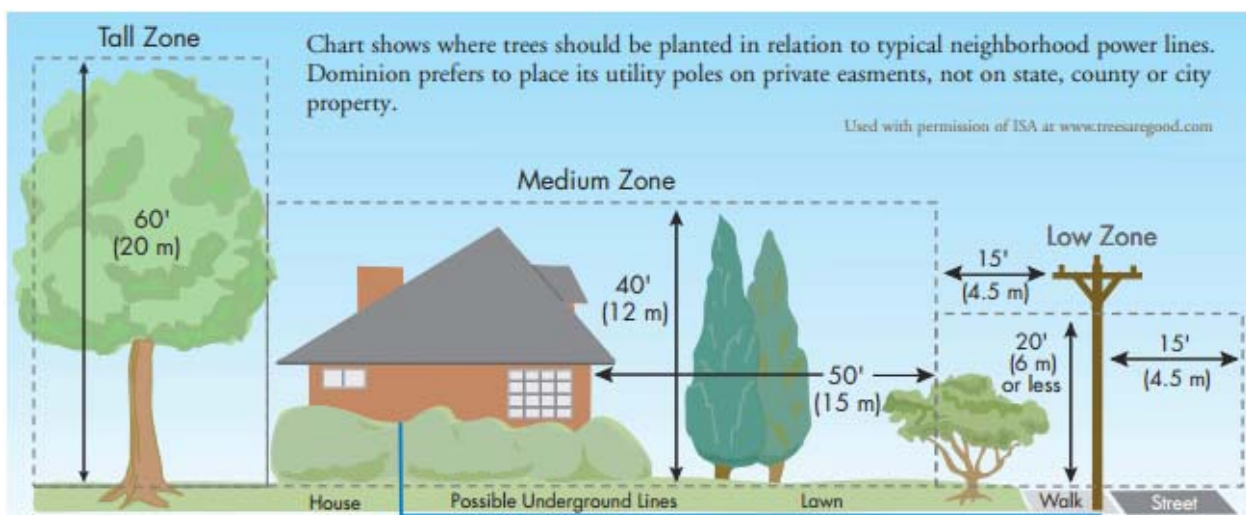 Tall Zone
Chart shows where trees should be planted in relation to typical neighborhood power lines.
Dominion prefers to place its utility poles on private easments, not on state, county or city
property.
Used with permission of ISA at www.treesaregood.com
Medium Zone
60'
(20 m)
Low Zone
15'
(4.5 m)
40'
(12 m)
20'
(6 m)
or less
15'
(4.5 m)
50'
(15 m)
House
Possible Underground Lines
Lawn
Walk
Street